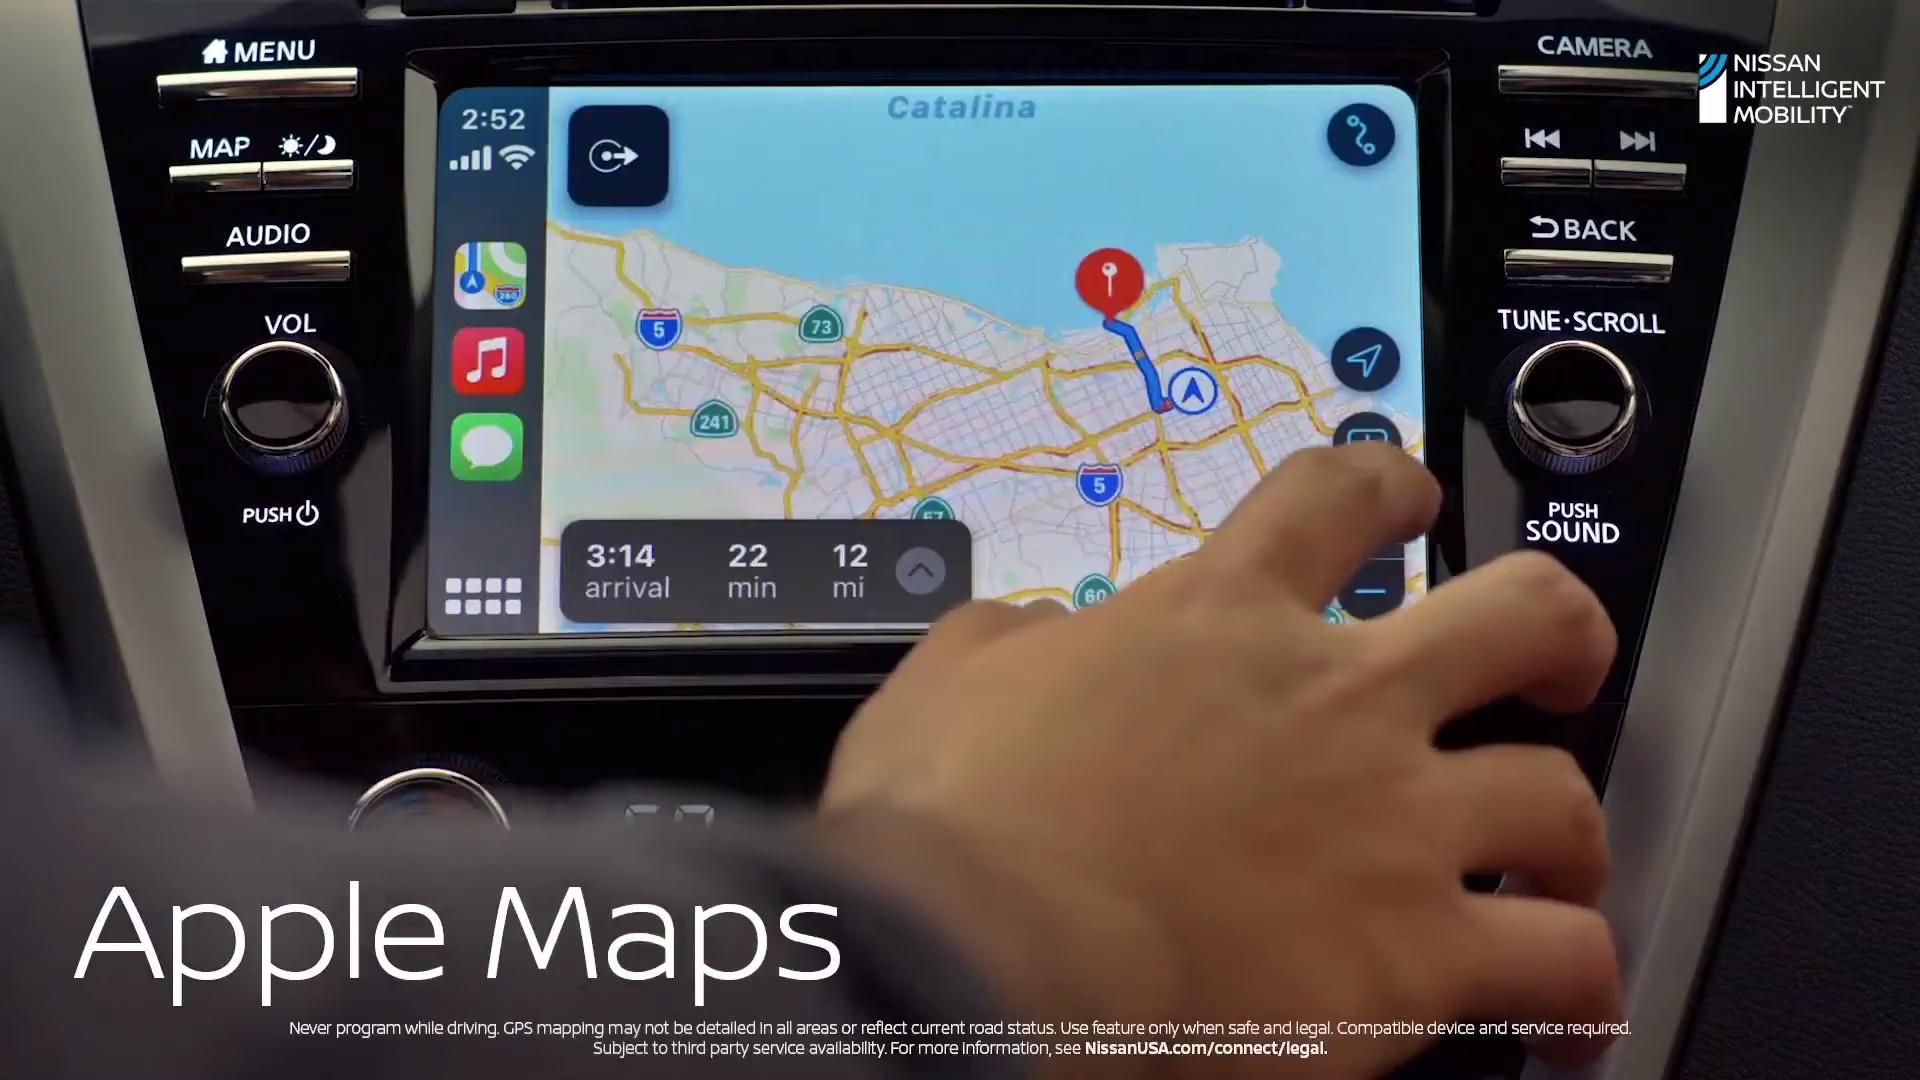 MENU
MAP
AUDIO
VOL
PUSH
2:52
Catalina
5
73
241
5
57
60
280
3:14
22
12
arrival
min
mi
CAMERA
BACK
TUNE·SCROLL
PUSH
SOUND
NISSAN
INTELLIGENT
MOBILITY™
Apple Maps
Never program while driving. GPS mapping may not be detailed in all areas or reflect current road status. Use feature only when safe and legal. Compatible device and service required.
Subject to third party service availability. For more information, see NissanUSA.com/connect/legal.